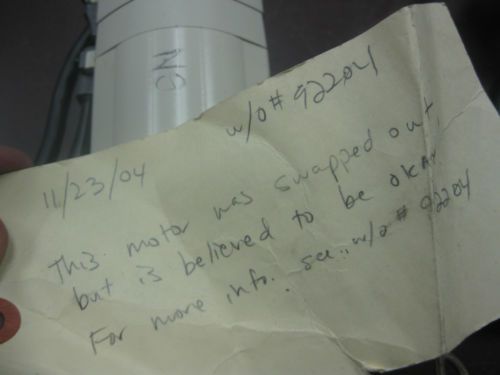 NS
w/o # 92204
11/23/04
This motor was swapped out,
but is believed to be okay
For more info. see: w/o # 92204